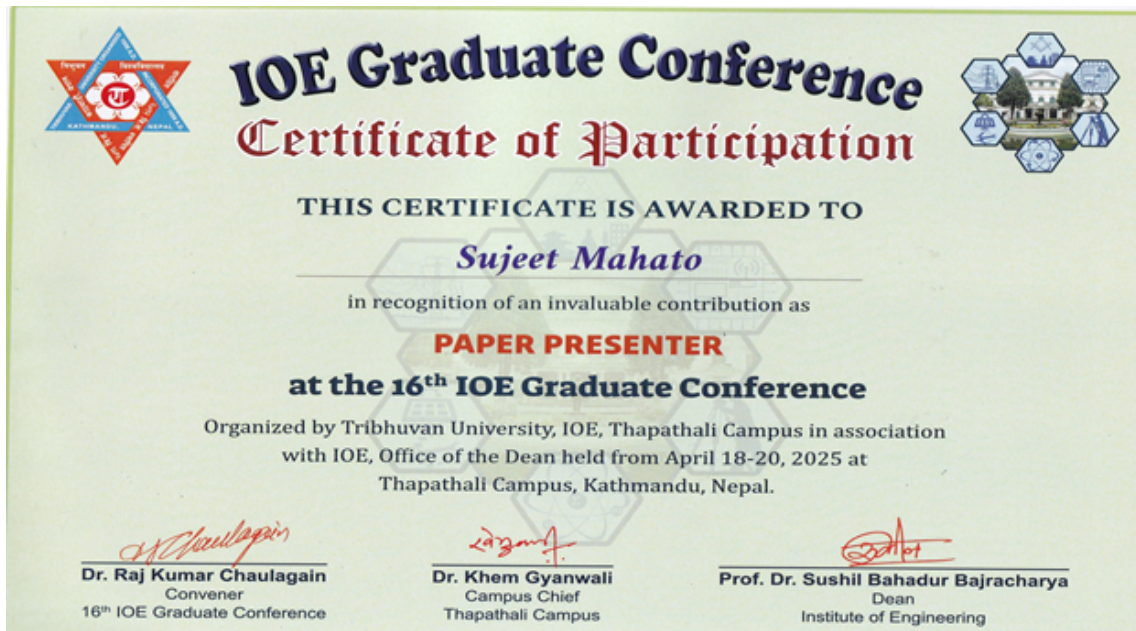 IOE Graduate Conference
Certificate of Participation
THIS CERTIFICATE IS AWARDED TO
Sujeet Mahato
in recognition of an invaluable contribution as
PAPER PRESENTER
at the 16th IOE Graduate Conference
Organized by Tribhuvan University, IOE, Thapathali Campus in association
with IOE, Office of the Dean held from April 18-20, 2025 at
Thapathali Campus, Kathmandu, Nepal.
Dr. Raj Kumar Chaulagain
Convener
16th IOE Graduate Conference
Dr. Khem Gyanwali
Campus Chief
Thapathali Campus
Prof. Dr. Sushil Bahadur Bajracharya
Dean
Institute of Engineering
KATHMANDU, NEPAL